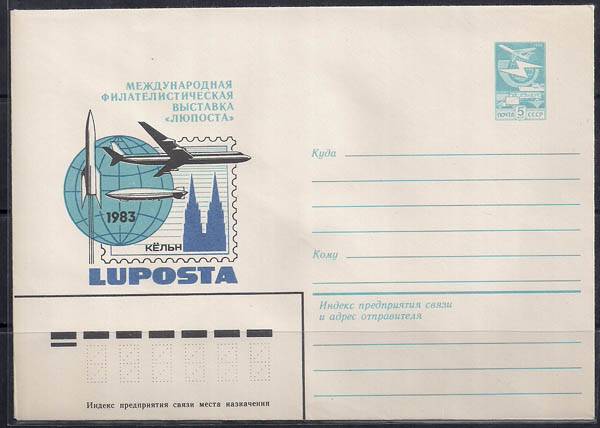 МЕЖДУНАРОДНАЯ
ФИЛАТЕЛИСТИЧЕСКАЯ
ВЫСТАВКА
«ЛЮПОСТА»
1983
КЁЛЬН
LUPOSTA
ПОЧТА 5 СССР
Куда
Кому
Индекс предприятия связи
и адрес отправителя
Индекс предприятия связи места назначения